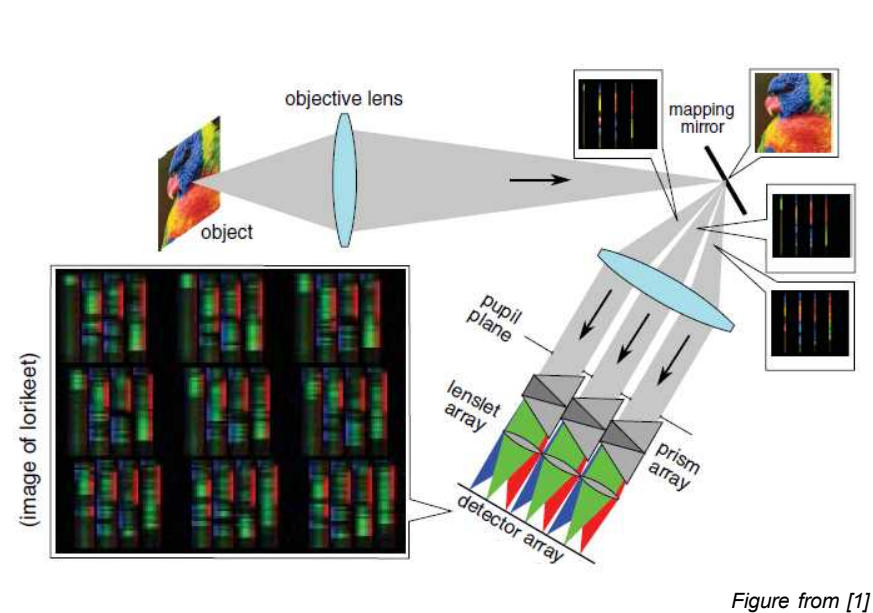 objective lens
mapping
mirror
object
pupil
plane
lenslet
array
prism
array
detector array
(image of lorikeet)
Figure from [1]